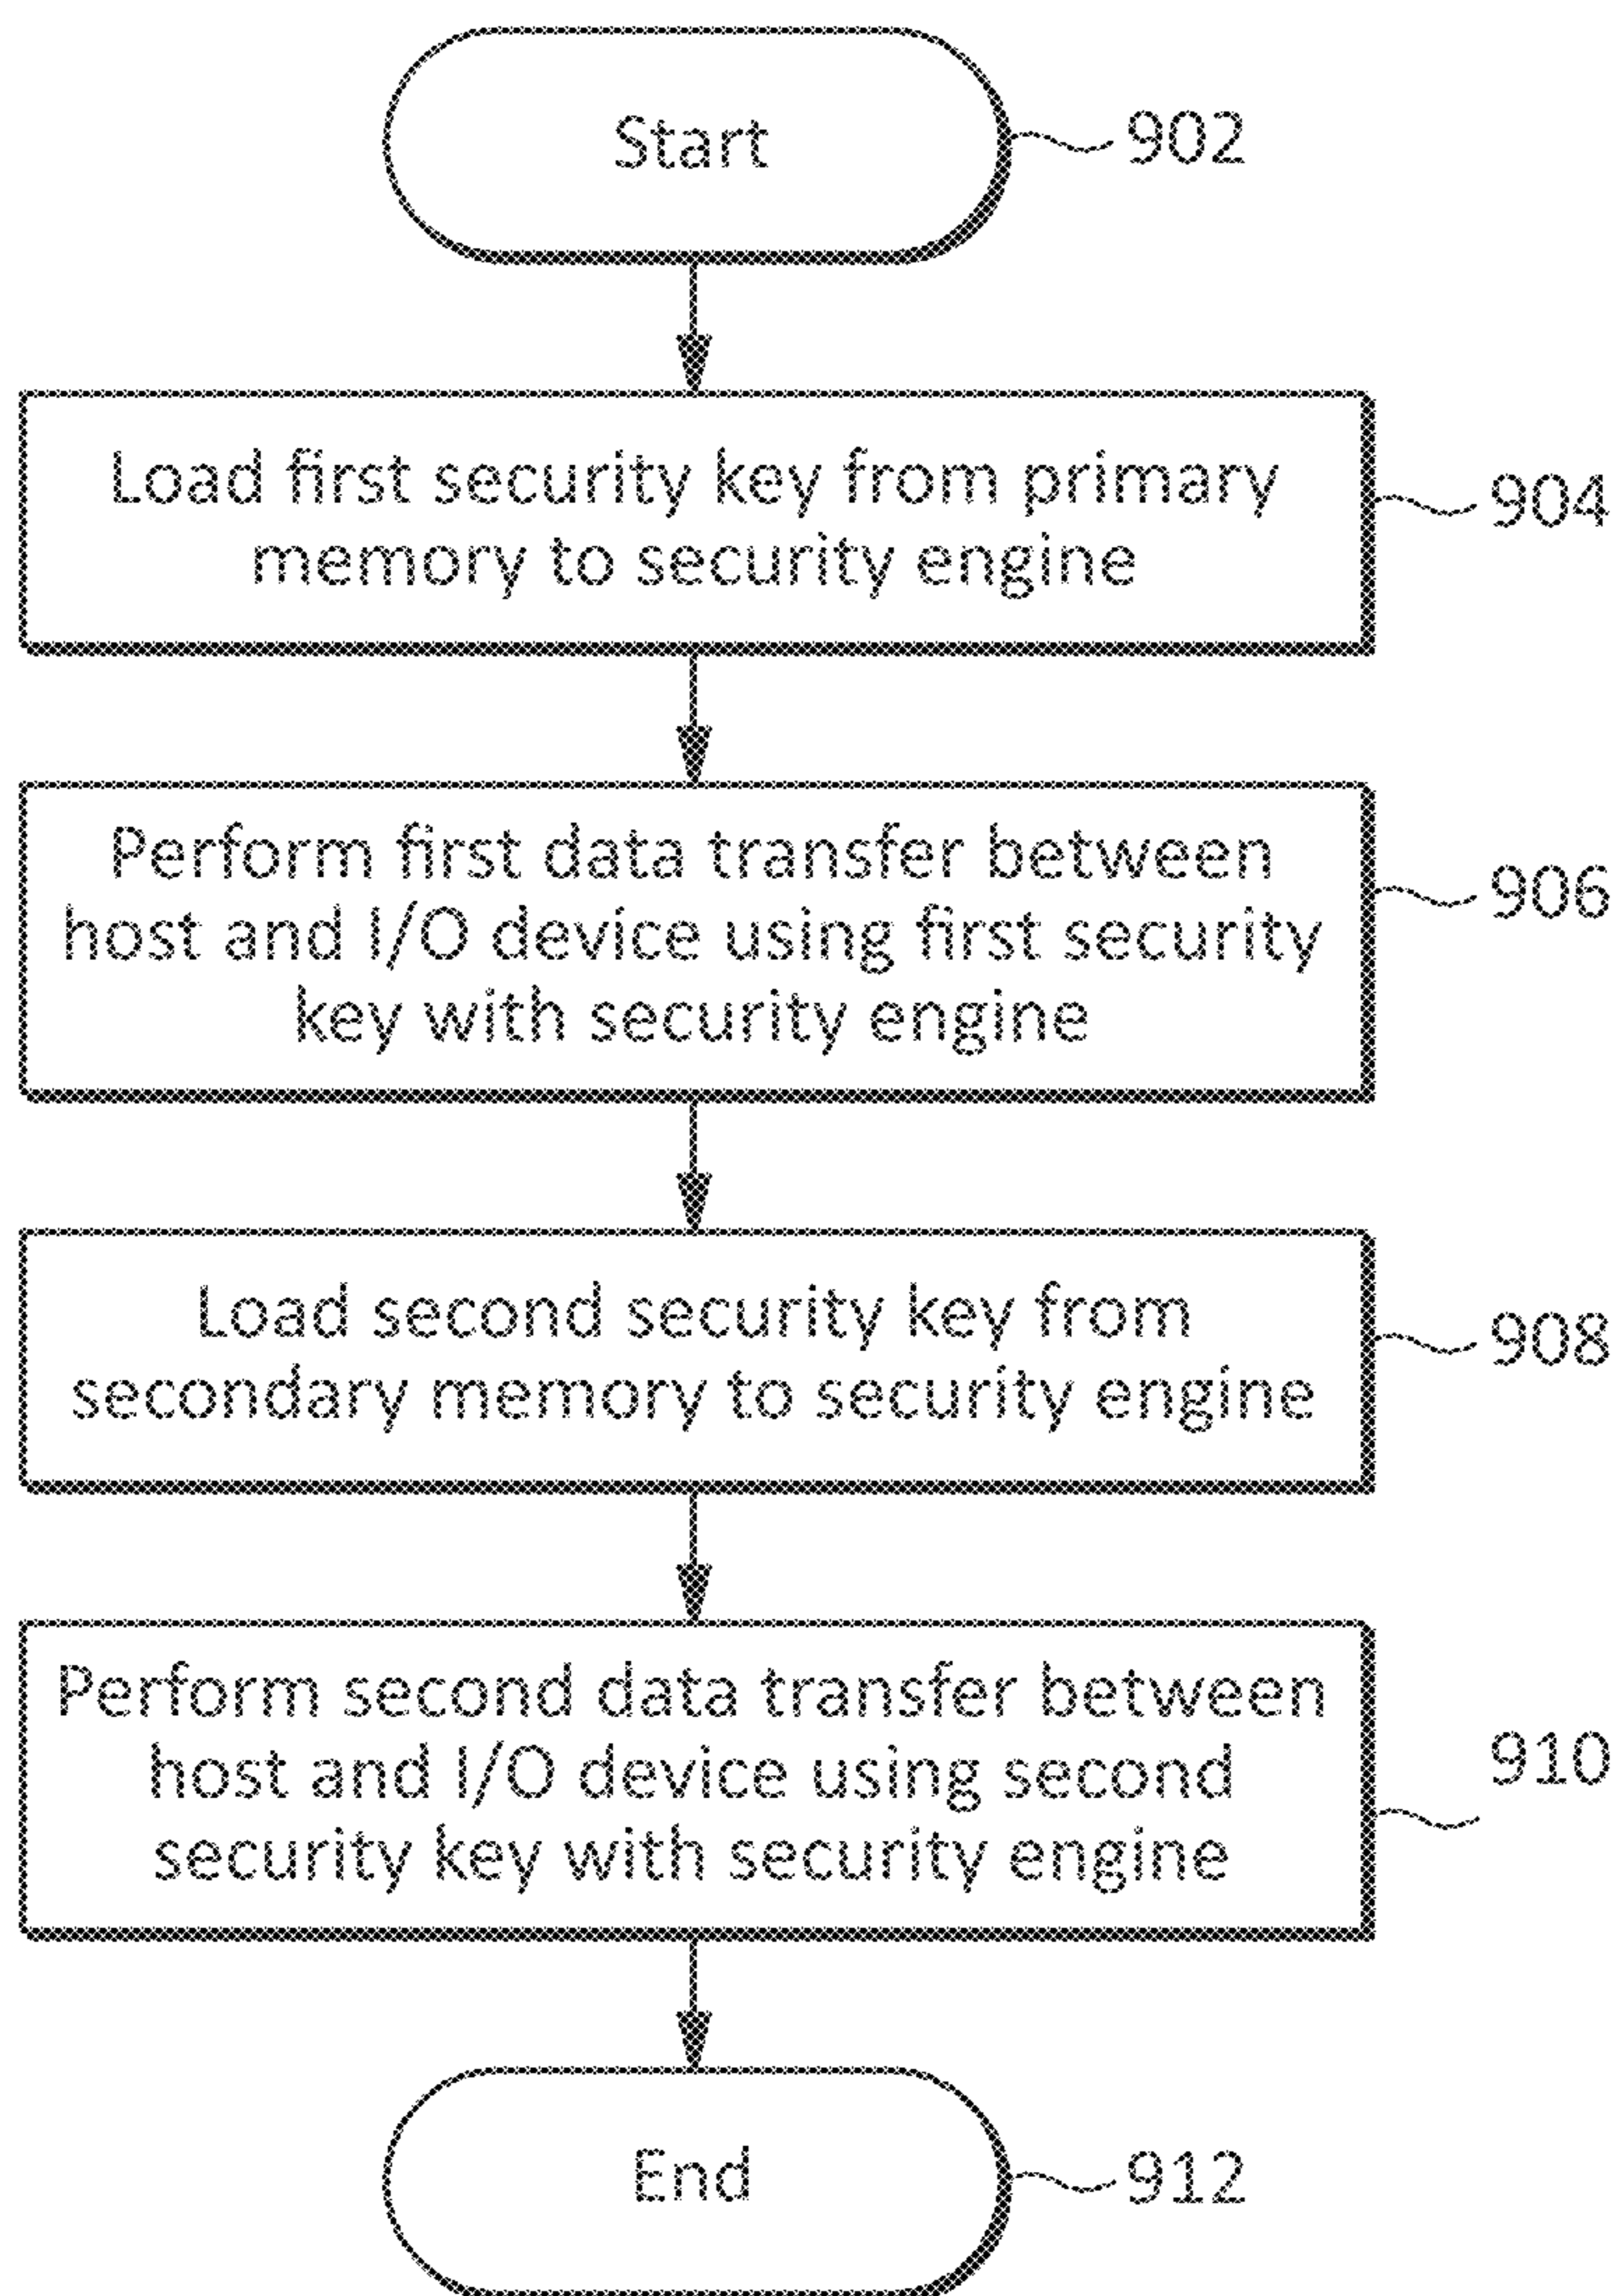 Start
902
Load first security key from primary
memory to security engine
904
Perform first data transfer between
host and I/O device using first security
key with security engine
906
Load second security key from
secondary memory to security engine
908
Perform second data transfer between
host and I/O device using second
security key with security engine
910
End
912